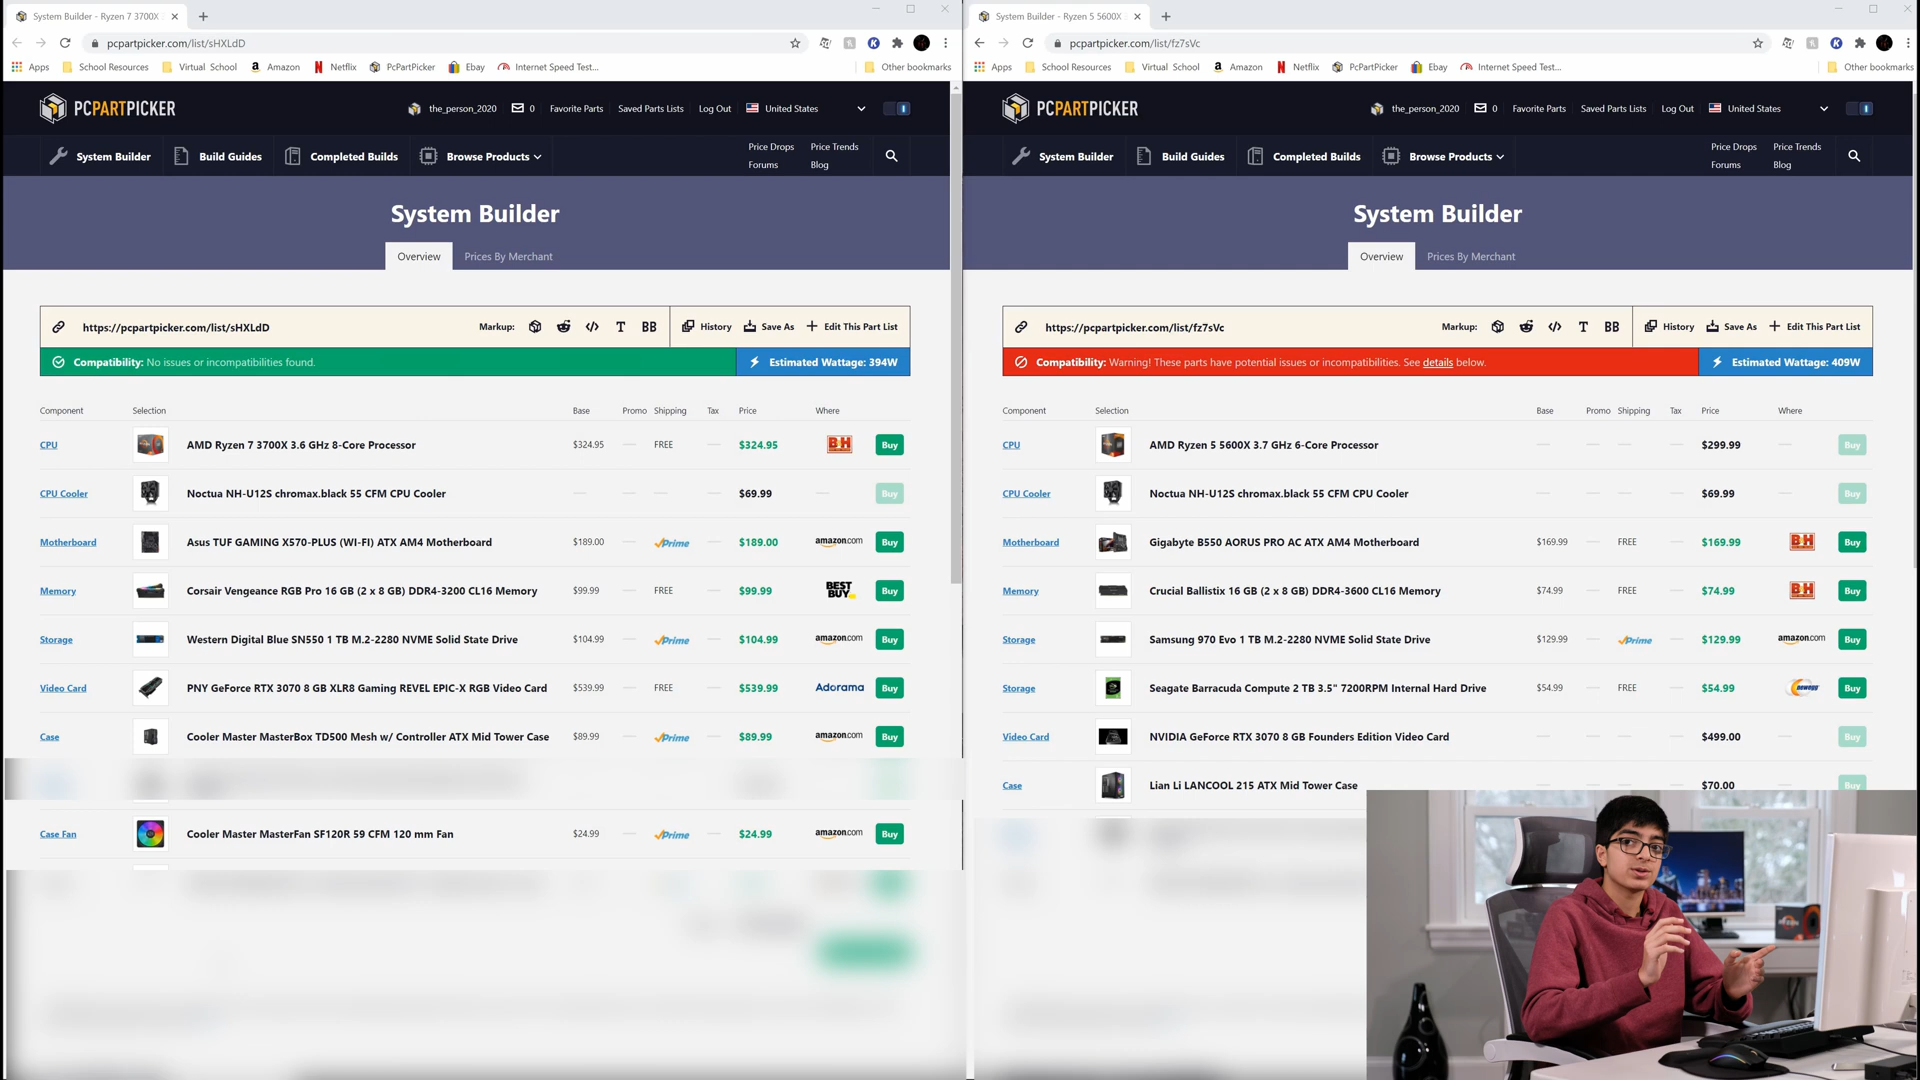 System Builder - Ryzen 7 3700X
pcpartpicker.com/list/sHXLdD
Apps School Resources Virtual School Amazon Netflix PcPartPicker Ebay Internet Speed Test... Other bookmarks
PCPARTPICKER the_person_2020 0 Favorite Parts Saved Parts Lists Log Out United States
System Builder Build Guides Completed Builds Browse Products Price Drops Price Trends
Forums Blog
System Builder
Overview Prices By Merchant
https://pcpartpicker.com/list/sHXLdD Markup: T BB History Save As Edit This Part List
Compatibility: No issues or incompatibilities found. Estimated Wattage: 394W
Component Selection Base Promo Shipping Tax Price Where
CPU AMD Ryzen 7 3700X 3.6 GHz 8-Core Processor $324.95 — FREE — $324.95 B&H Buy
CPU Cooler Noctua NH-U12S chromax.black 55 CFM CPU Cooler — — — — $69.99 — Buy
Motherboard Asus TUF GAMING X570-PLUS (WI-FI) ATX AM4 Motherboard $189.00 — Prime — $189.00 amazon.com Buy
Memory Corsair Vengeance RGB Pro 16 GB (2 x 8 GB) DDR4-3200 CL16 Memory $99.99 — FREE — $99.99 BEST BUY Buy
Storage Western Digital Blue SN550 1 TB M.2-2280 NVME Solid State Drive $104.99 — Prime — $104.99 amazon.com Buy
Video Card PNY GeForce RTX 3070 8 GB XLR8 Gaming REVEL EPIC-X RGB Video Card $539.99 — FREE — $539.99 Adorama Buy
Case Cooler Master MasterBox TD500 Mesh w/ Controller ATX Mid Tower Case $89.99 — Prime — $89.99 amazon.com Buy
Case Fan Cooler Master MasterFan SF120R 59 CFM 120 mm Fan $24.99 — Prime — $24.99 amazon.com Buy
System Builder - Ryzen 5 5600X
pcpartpicker.com/list/fz7sVc
Apps School Resources Virtual School Amazon Netflix PcPartPicker Ebay Internet Speed Test... Other bookmarks
PCPARTPICKER the_person_2020 0 Favorite Parts Saved Parts Lists Log Out United States
System Builder Build Guides Completed Builds Browse Products Price Drops Price Trends
Forums Blog
System Builder
Overview Prices By Merchant
https://pcpartpicker.com/list/fz7sVc Markup: T BB History Save As Edit This Part List
Compatibility: Warning! These parts have potential issues or incompatibilities. See details below. Estimated Wattage: 409W
Component Selection Base Promo Shipping Tax Price Where
CPU AMD Ryzen 5 5600X 3.7 GHz 6-Core Processor — — — — $299.99 — Buy
CPU Cooler Noctua NH-U12S chromax.black 55 CFM CPU Cooler — — — — $69.99 — Buy
Motherboard Gigabyte B550 AORUS PRO AC ATX AM4 Motherboard $169.99 — FREE — $169.99 B&H Buy
Memory Crucial Ballistix 16 GB (2 x 8 GB) DDR4-3600 CL16 Memory $74.99 — FREE — $74.99 B&H Buy
Storage Samsung 970 Evo 1 TB M.2-2280 NVME Solid State Drive $129.99 — Prime — $129.99 amazon.com Buy
Storage Seagate Barracuda Compute 2 TB 3.5" 7200RPM Internal Hard Drive $54.99 — FREE — $54.99 newegg Buy
Video Card NVIDIA GeForce RTX 3070 8 GB Founders Edition Video Card — — — — $499.00 — Buy
Case Lian Li LANCOOL 215 ATX Mid Tower Case — — — — $70.00 — Buy